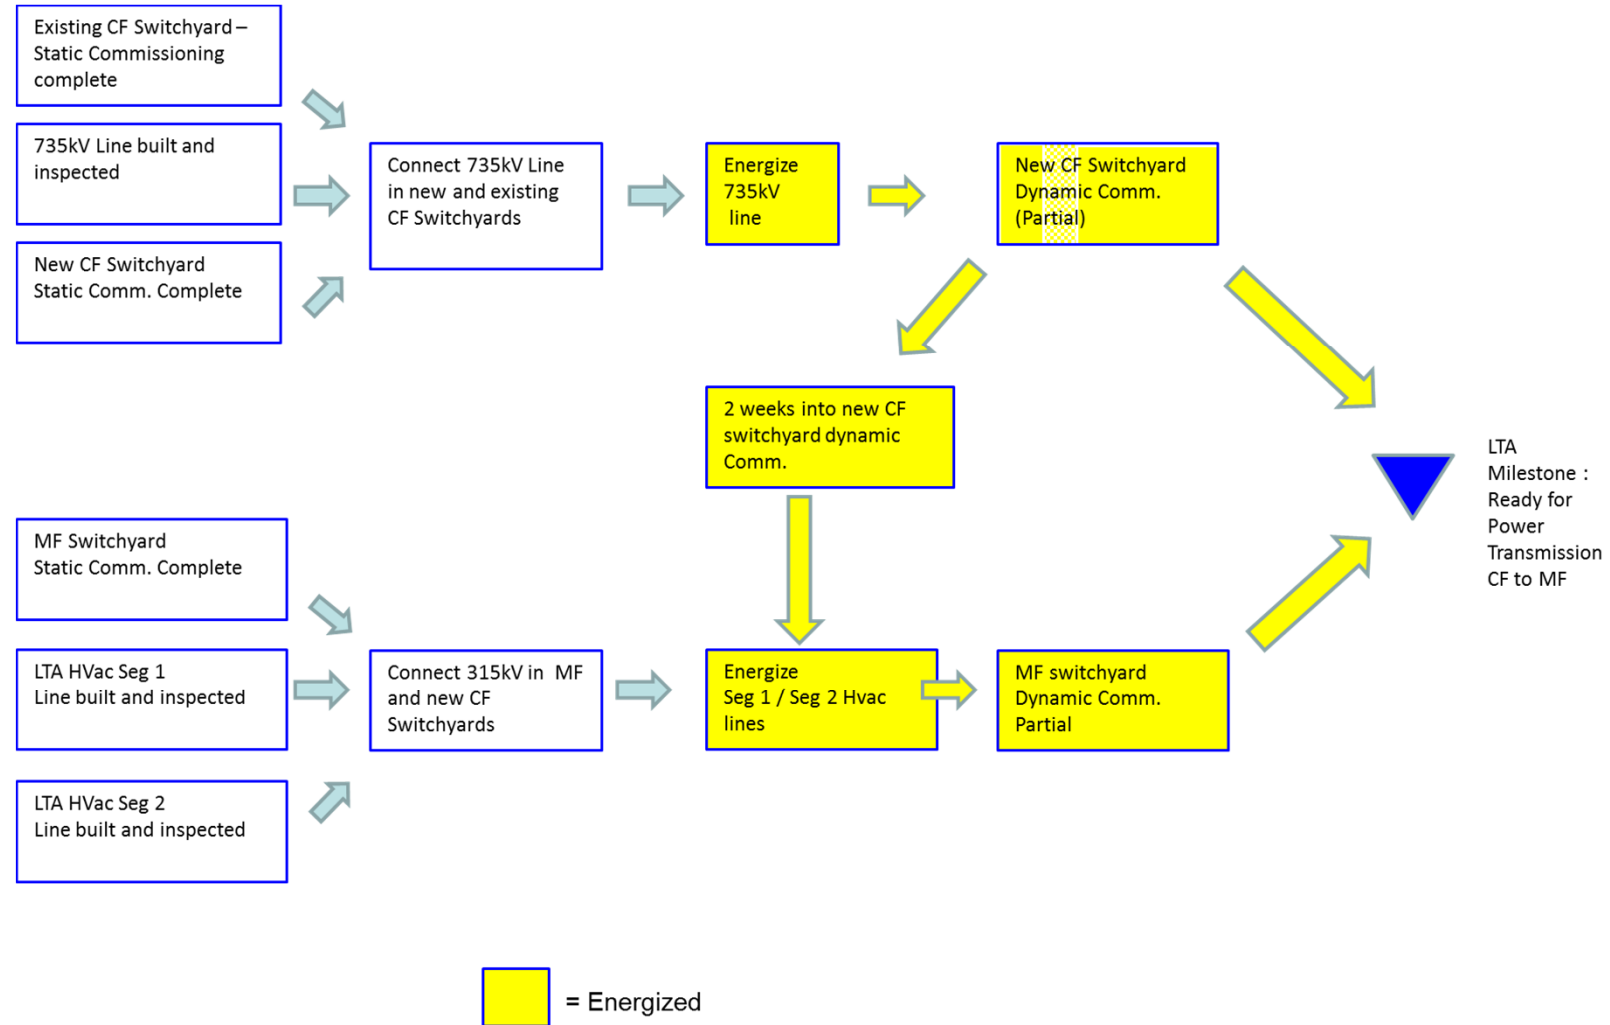 Existing CF Switchyard –
Static Commissioning
complete
735kV Line built and
inspected
New CF Switchyard
Static Comm. Complete
Connect 735kV Line
in new and existing
CF Switchyards
Energize
735kV
line
New CF Switchyard
Dynamic Comm.
(Partial)
2 weeks into new CF
switchyard dynamic
Comm.
LTA
Milestone :
Ready for
Power
Transmission
CF to MF
MF Switchyard
Static Comm. Complete
LTA HVac Seg 1
Line built and inspected
LTA HVac Seg 2
Line built and inspected
Connect 315kV in MF
and new CF
Switchyards
Energize
Seg 1 / Seg 2 Hvac
lines
MF switchyard
Dynamic Comm.
Partial
= Energized